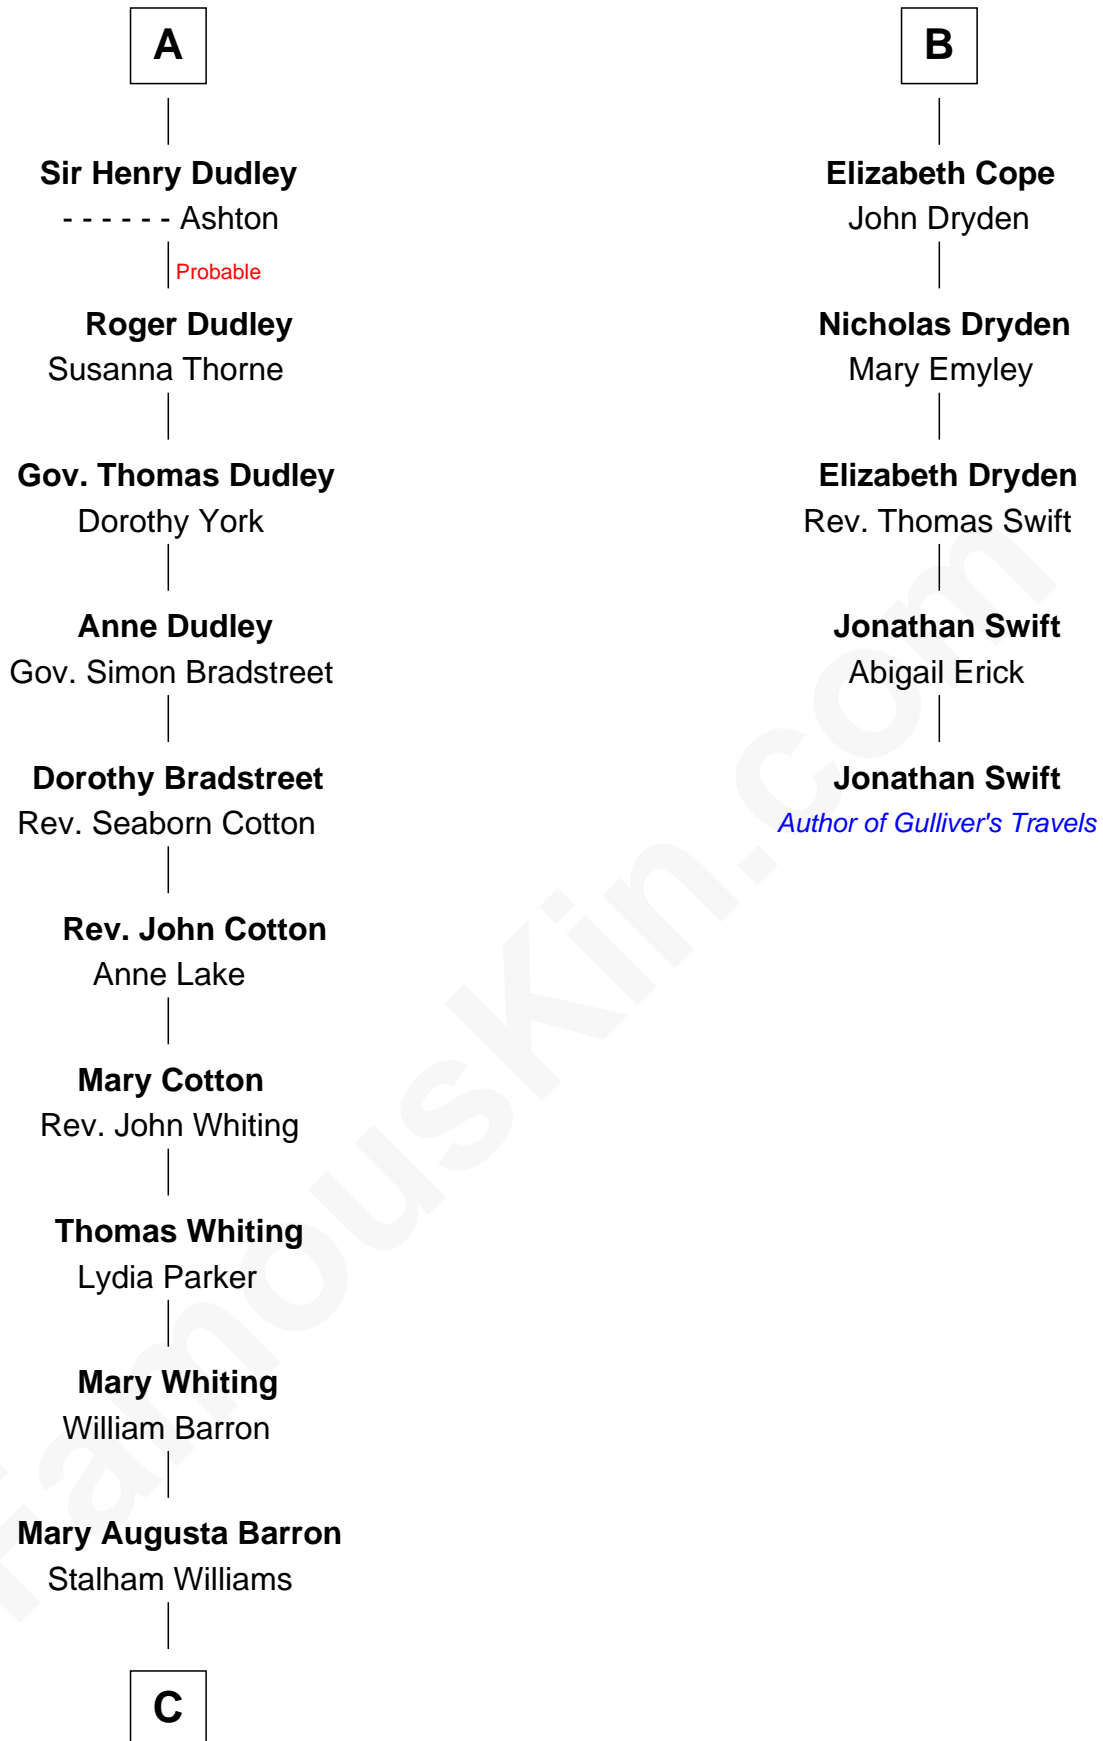 A
Sir Henry Dudley
- - - - - - Ashton
Probable
Roger Dudley
Susanna Thorne
Gov. Thomas Dudley
Dorothy York
Anne Dudley
Gov. Simon Bradstreet
Dorothy Bradstreet
Rev. Seaborn Cotton
Rev. John Cotton
Anne Lake
Mary Cotton
Rev. John Whiting
Thomas Whiting
Lydia Parker
Mary Whiting
William Barron
Mary Augusta Barron
Stalham Williams
C
B
Elizabeth Cope
John Dryden
Nicholas Dryden
Mary Emyley
Elizabeth Dryden
Rev. Thomas Swift
Jonathan Swift
Abigail Erick
Jonathan Swift
Author of Gulliver's Travels
FamousKin.com